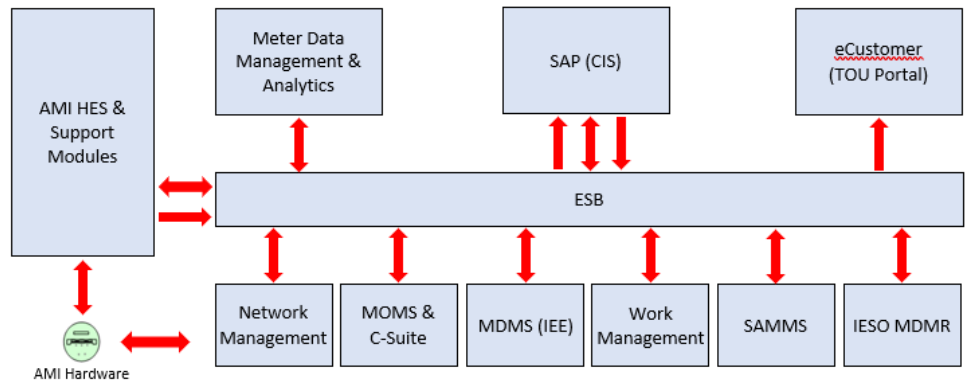 Meter Data
Management &
Analytics
SAP (CIS)
eCustomer
(TOU Portal)
AMI HES &
Support
Modules
ESB
Network
Management
MOMS &
C-Suite
MDMS (IEE)
Work
Management
SAMMS
IESO MDMR
AMI Hardware